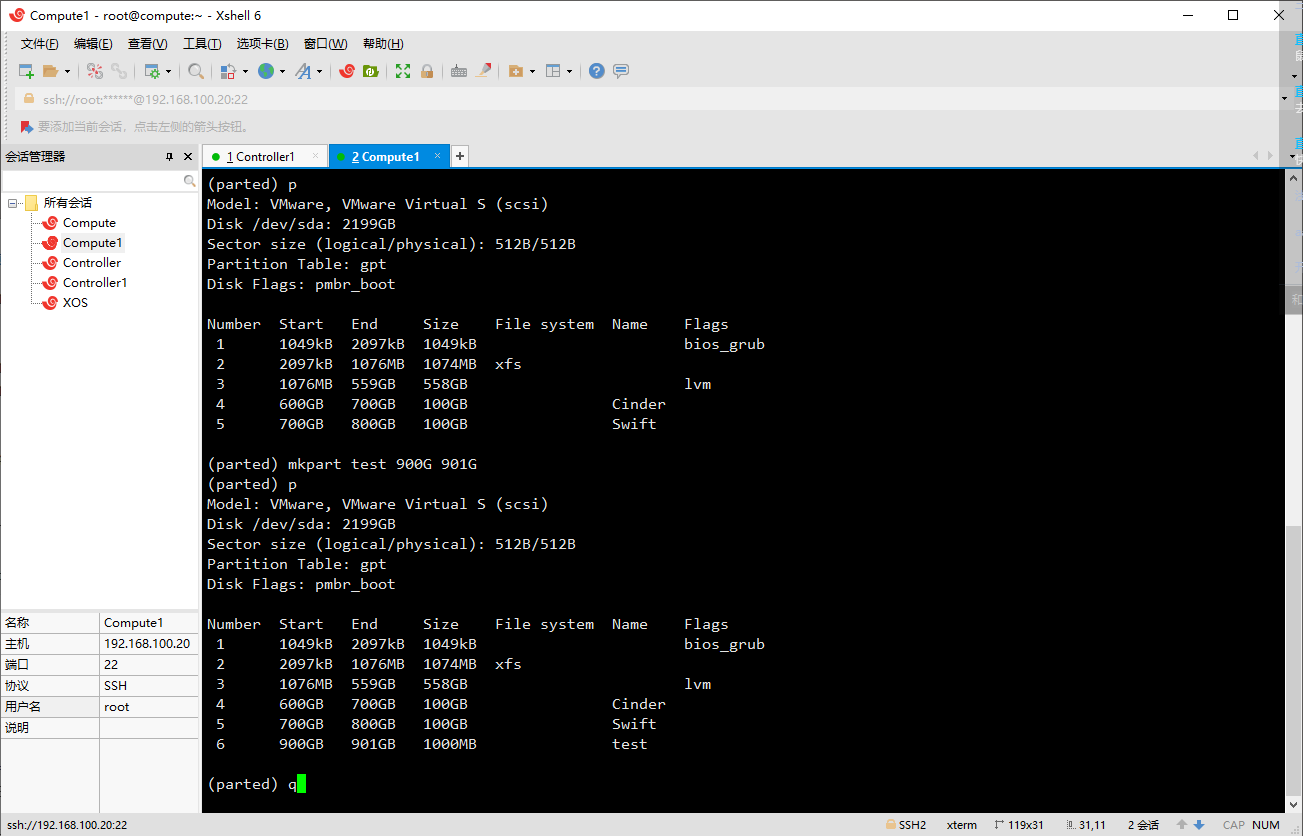 Compute1 - root@compute:~ - Xshell 6
文件(F) 编辑(E) 查看(V) 工具(T) 选项卡(B) 窗口(W) 帮助(H)
ssh://root:******@192.168.100.20:22
要添加当前会话，点击左侧的箭头按钮。
会话管理器
1 Controller1
2 Compute1
所有会话
Compute
Compute1
Controller
Controller1
XOS
名称 Compute1
主机 192.168.100.20
端口 22
协议 SSH
用户名 root
说明
(parted) p
Model: VMware, VMware Virtual S (scsi)
Disk /dev/sda: 2199GB
Sector size (logical/physical): 512B/512B
Partition Table: gpt
Disk Flags: pmbr_boot
Number Start End Size File system Name Flags
1 1049kB 2097kB 1049kB bios_grub
2 2097kB 1076MB 1074MB xfs
3 1076MB 559GB 558GB lvm
4 600GB 700GB 100GB Cinder
5 700GB 800GB 100GB Swift
(parted) mkpart test 900G 901G
(parted) p
Model: VMware, VMware Virtual S (scsi)
Disk /dev/sda: 2199GB
Sector size (logical/physical): 512B/512B
Partition Table: gpt
Disk Flags: pmbr_boot
Number Start End Size File system Name Flags
1 1049kB 2097kB 1049kB bios_grub
2 2097kB 1076MB 1074MB xfs
3 1076MB 559GB 558GB lvm
4 600GB 700GB 100GB Cinder
5 700GB 800GB 100GB Swift
6 900GB 901GB 1000MB test
(parted) q
和
ssh://192.168.100.20:22 SSH2 xterm 119x31 31,11 2 会话 CAP NUM